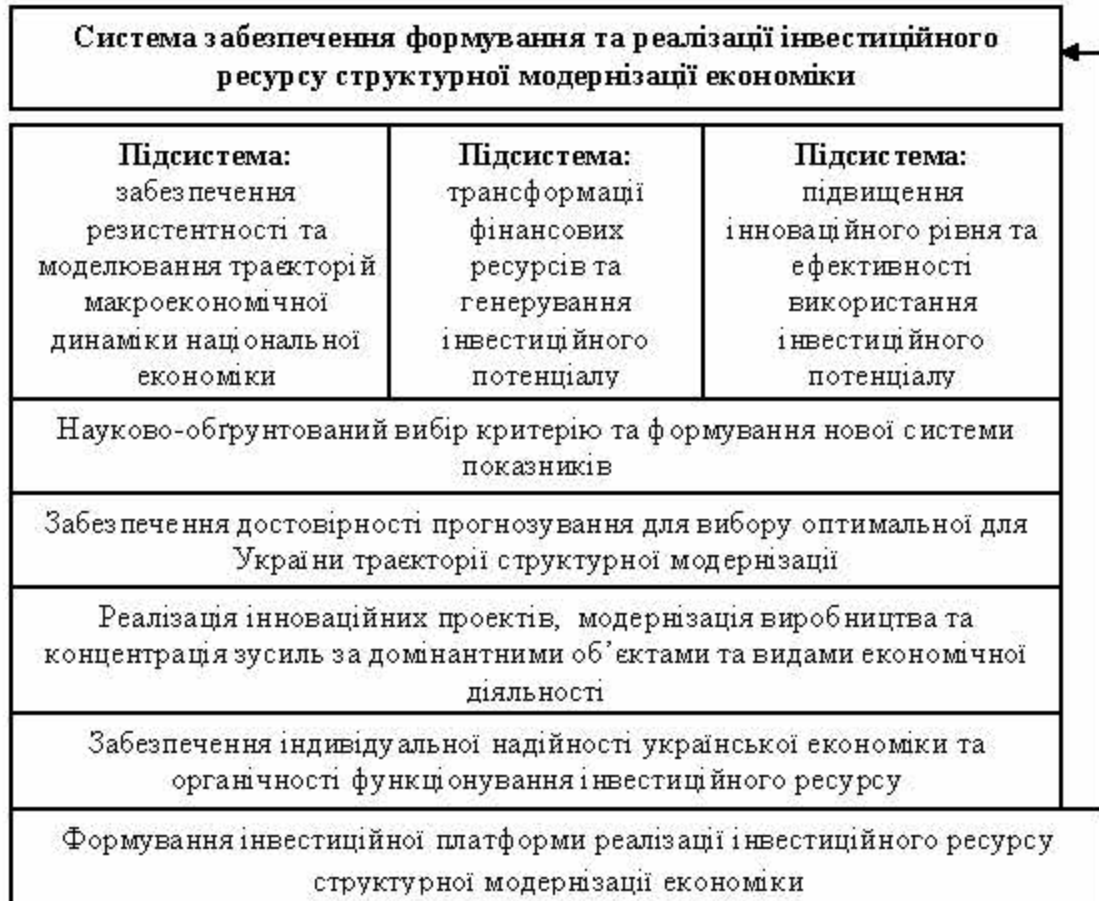 Система забезпечення формування та реалізації інвестиційного
ресурсу структурної модернізації економіки
Підсистема:
забезпечення
резистентності та
моделювання траєкторій
макроекономічної
динаміки національної
економіки
Підсистема:
трансформації
фінансових
ресурсів та
генерування
інвестиційного
потенціалу
Підсистема:
підвищення
інноваційного рівня та
ефективності
використання
інвестиційного
потенціалу
Науково-обґрунтований вибір критерію та формування нової системи
показників
Забезпечення достовірності прогнозування для вибору оптимальної для
України траєкторії структурної модернізації
Реалізація інноваційних проектів, модернізація виробництва та
концентрація зусиль за домінантними об’єктами та видами економічної
діяльності
Забезпечення індивідуальної надійності української економіки та
органічності функціонування інвестиційного ресурсу
Формування інвестиційної платформи реалізації інвестиційного ресурсу
структурної модернізації економіки